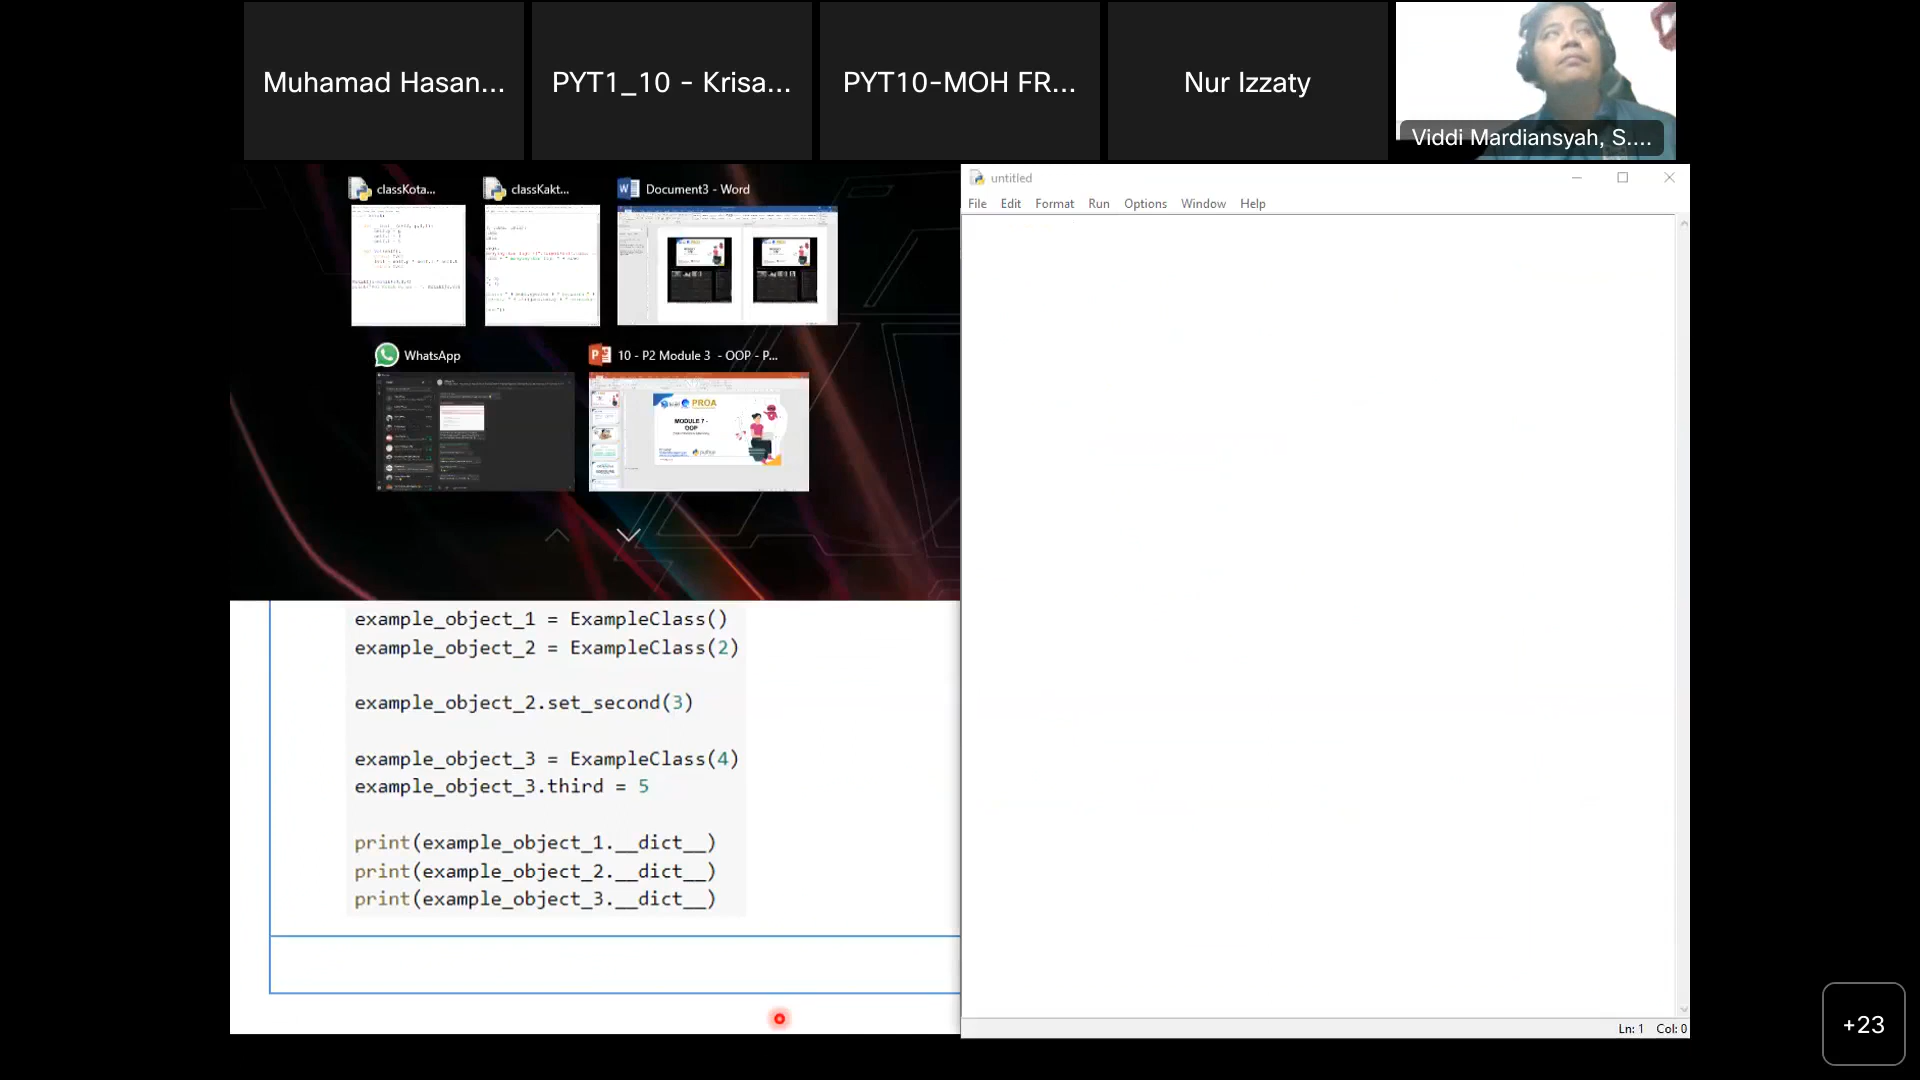 Muhamad Hasan...
PYT1_10 - Krisa...
PYT10-MOH FR...
Nur Izzaty
Viddi Mardiansyah, S....
classKota...
classKakt...
Document3 - Word
WhatsApp
10 - P2 Module 3 - OOP - P...
PROA
MODULE 7 -
OOP
untitled
File Edit Format Run Options Window Help
example_object_1 = ExampleClass()
example_object_2 = ExampleClass(2)
example_object_2.set_second(3)
example_object_3 = ExampleClass(4)
example_object_3.third = 5
print(example_object_1.__dict__)
print(example_object_2.__dict__)
print(example_object_3.__dict__)
Ln: 1 Col: 0
+23